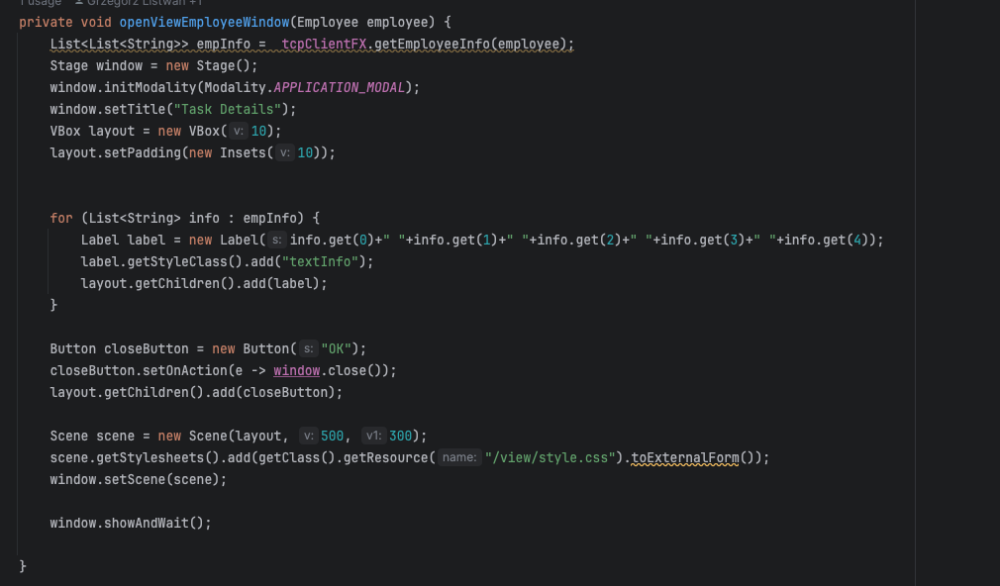 1 usage Grzegorz Listwan +1
private void openViewEmployeeWindow(Employee employee) {
List<List<String>> empInfo = tcpClientFX.getEmployeeInfo(employee);
Stage window = new Stage();
window.initModality(Modality.APPLICATION_MODAL);
window.setTitle("Task Details");
VBox layout = new VBox( v: 10);
layout.setPadding(new Insets( v: 10));
for (List<String> info : empInfo) {
Label label = new Label( s: info.get(0)+" "+info.get(1)+" "+info.get(2)+" "+info.get(3)+" "+info.get(4));
label.getStyleClass().add("textInfo");
layout.getChildren().add(label);
}
Button closeButton = new Button( s: "OK");
closeButton.setOnAction(e -> window.close());
layout.getChildren().add(closeButton);
Scene scene = new Scene(layout, v: 500, v1: 300);
scene.getStylesheets().add(getClass().getResource( name: "/view/style.css").toExternalForm());
window.setScene(scene);
window.showAndWait();
}